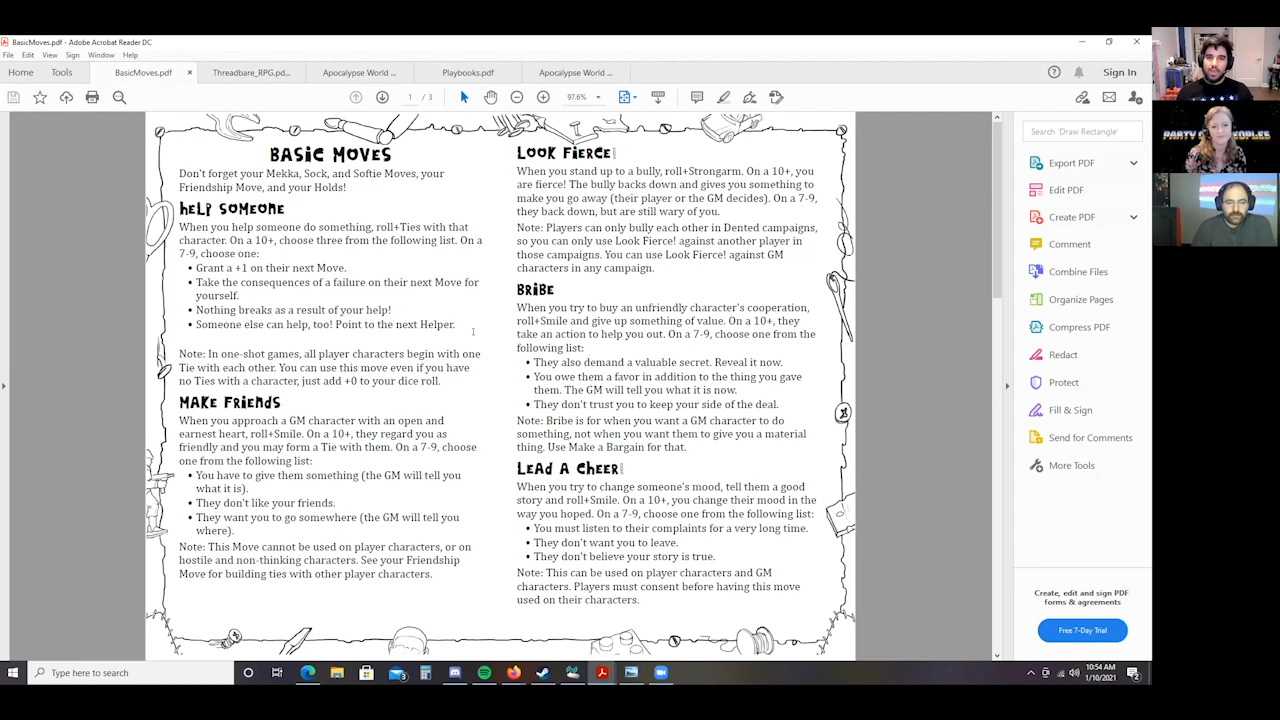 BasicMoves.pdf - Adobe Acrobat Reader DC
File Edit View Sign Window Help
Home Tools BasicMoves.pdf × Threadbare_RPG.pd... Apocalypse World ... Playbooks.pdf Apocalypse World ... Sign In
1 / 3 97.6%
BASIC MOVES
Don't forget your Mekka, Sock, and Softie Moves, your
Friendship Move, and your Holds!
HELP SOMEONE
When you help someone do something, roll+Ties with that
character. On a 10+, choose three from the following list. On a
7-9, choose one:
• Grant a +1 on their next Move.
• Take the consequences of a failure on their next Move for
yourself.
• Nothing breaks as a result of your help!
• Someone else can help, too! Point to the next Helper.
Note: In one-shot games, all player characters begin with one
Tie with each other. You can use this move even if you have
no Ties with a character, just add +0 to your dice roll.
MAKE FRIENDS
When you approach a GM character with an open and
earnest heart, roll+Smile. On a 10+, they regard you as
friendly and you may form a Tie with them. On a 7-9, choose
one from the following list:
• You have to give them something (the GM will tell you
what it is).
• They don't like your friends.
• They want you to go somewhere (the GM will tell you
where).
Note: This Move cannot be used on player characters, or on
hostile and non-thinking characters. See your Friendship
Move for building ties with other player characters.
LOOK FIERCE!
When you stand up to a bully, roll+Strongarm. On a 10+, you
are fierce! The bully backs down and gives you something to
make you go away (their player or the GM decides). On a 7-9,
they back down, but are still wary of you.
Note: Players can only bully each other in Dented campaigns,
so you can only use Look Fierce! against another player in
those campaigns. You can use Look Fierce! against GM
characters in any campaign.
BRIBE
When you try to buy an unfriendly character's cooperation,
roll+Smile and give up something of value. On a 10+, they
take an action to help you out. On a 7-9, choose one from the
following list:
• They also demand a valuable secret. Reveal it now.
• You owe them a favor in addition to the thing you gave
them. The GM will tell you what it is now.
• They don't trust you to keep your side of the deal.
Note: Bribe is for when you want a GM character to do
something, not when you want them to give you a material
thing. Use Make a Bargain for that.
LEAD A CHEER!
When you try to change someone's mood, tell them a good
story and roll+Smile. On a 10+, you change their mood in the
way you hoped. On a 7-9, choose one from the following list:
• You must listen to their complaints for a very long time.
• They don't want you to leave.
• They don't believe your story is true.
Note: This can be used on player characters and GM
characters. Players must consent before having this move
used on their characters.
Search 'Draw Rectangle'
Export PDF
Edit PDF
Create PDF
Comment
Combine Files
Organize Pages
Compress PDF
Redact
Protect
Fill & Sign
Send for Comments
More Tools
Create, edit and sign PDF
forms & agreements
Free 7-Day Trial
PARTY
Type here to search
10:54 AM
1/10/2021